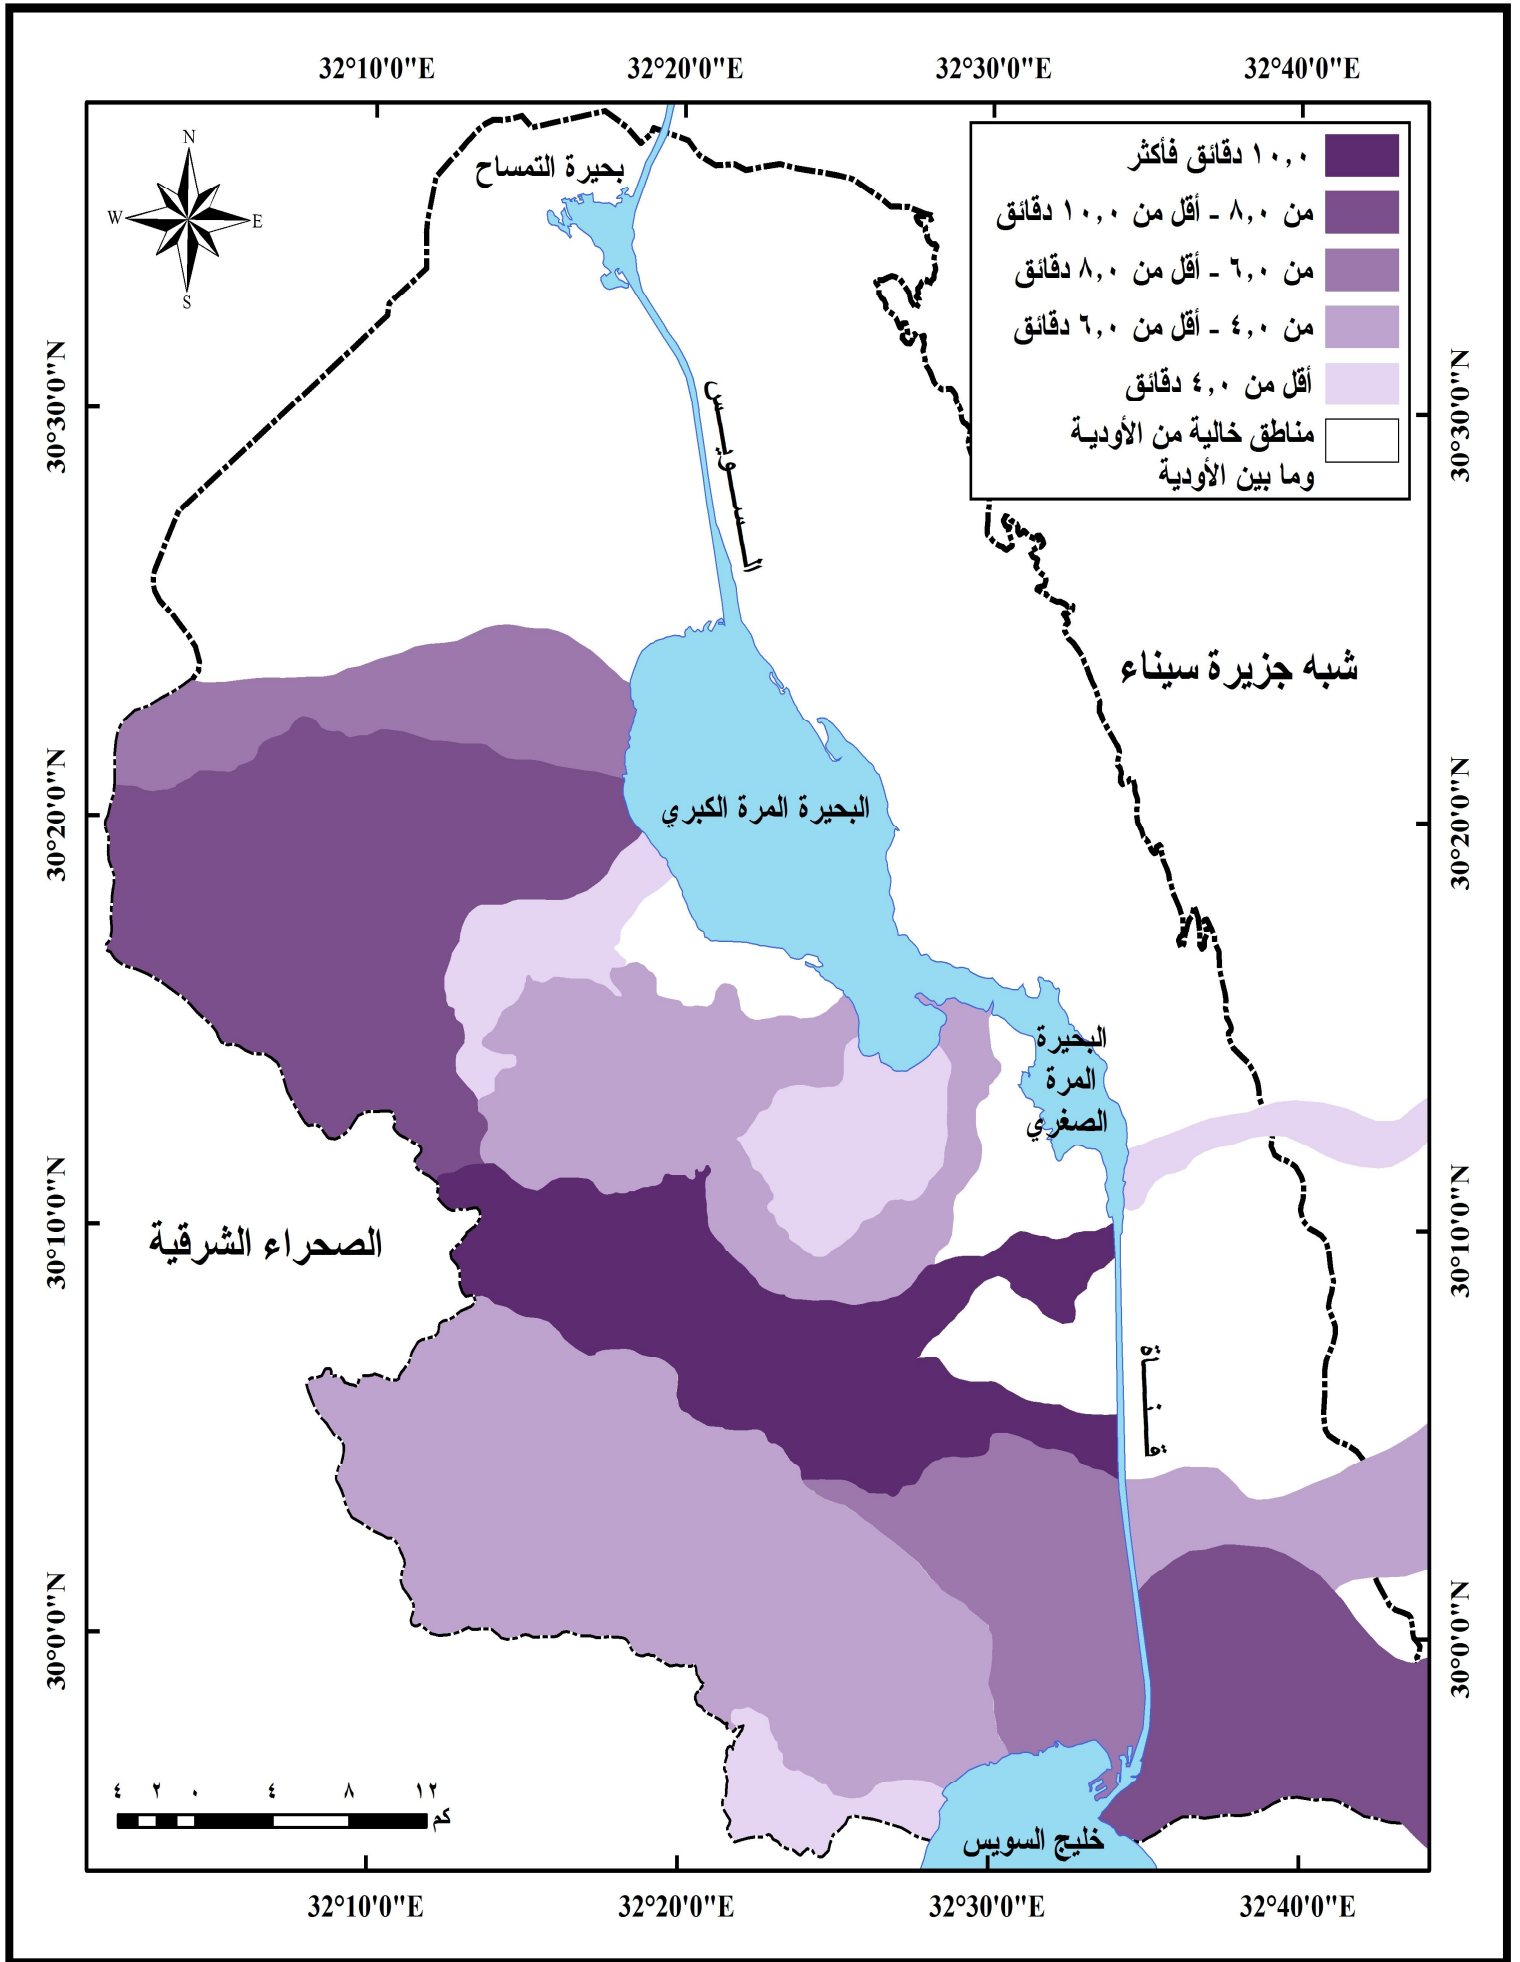 32°10'0"E 32°20'0"E 32°30'0"E 32°40'0"E
N
W E
S
١٠,٠ دقائق فأكثر
من ٨,٠ - أقل من ١٠,٠ دقائق
من ٦,٠ - أقل من ٨,٠ دقائق
من ٤,٠ - أقل من ٦,٠ دقائق
أقل من ٤,٠ دقائق
مناطق خالية من الأودية
وما بين الأودية
بحيرة التمساح
30°30'0"N 30°30'0"N
السويس
شبه جزيرة سيناء
30°20'0"N 30°20'0"N
البحيرة المرة الكبري
البحيرة
المرة
الصغري
30°10'0"N 30°10'0"N
الصحراء الشرقية
قناة
30°0'0"N 30°0'0"N
٤ ٢ ٠ ٤ ٨ ١٢
كم
خليج السويس
32°10'0"E 32°20'0"E 32°30'0"E 32°40'0"E